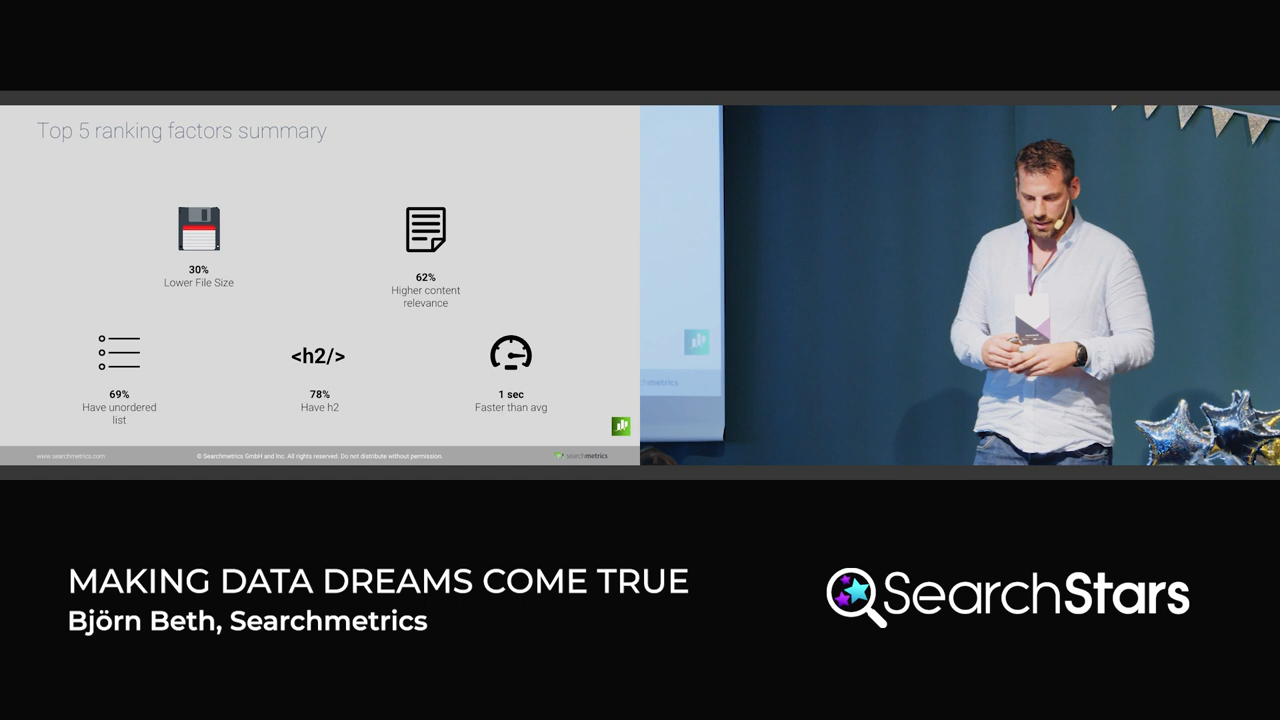 Top 5 ranking factors summary
30%
Lower File Size
62%
Higher content
relevance
69%
Have unordered
list
<h2/>
78%
Have h2
1 sec
Faster than avg
www.searchmetrics.com
© Searchmetrics GmbH and Inc. All rights reserved. Do not distribute without permission.
searchmetrics
metrics
MAKING DATA DREAMS COME TRUE
Björn Beth, Searchmetrics
SearchStars